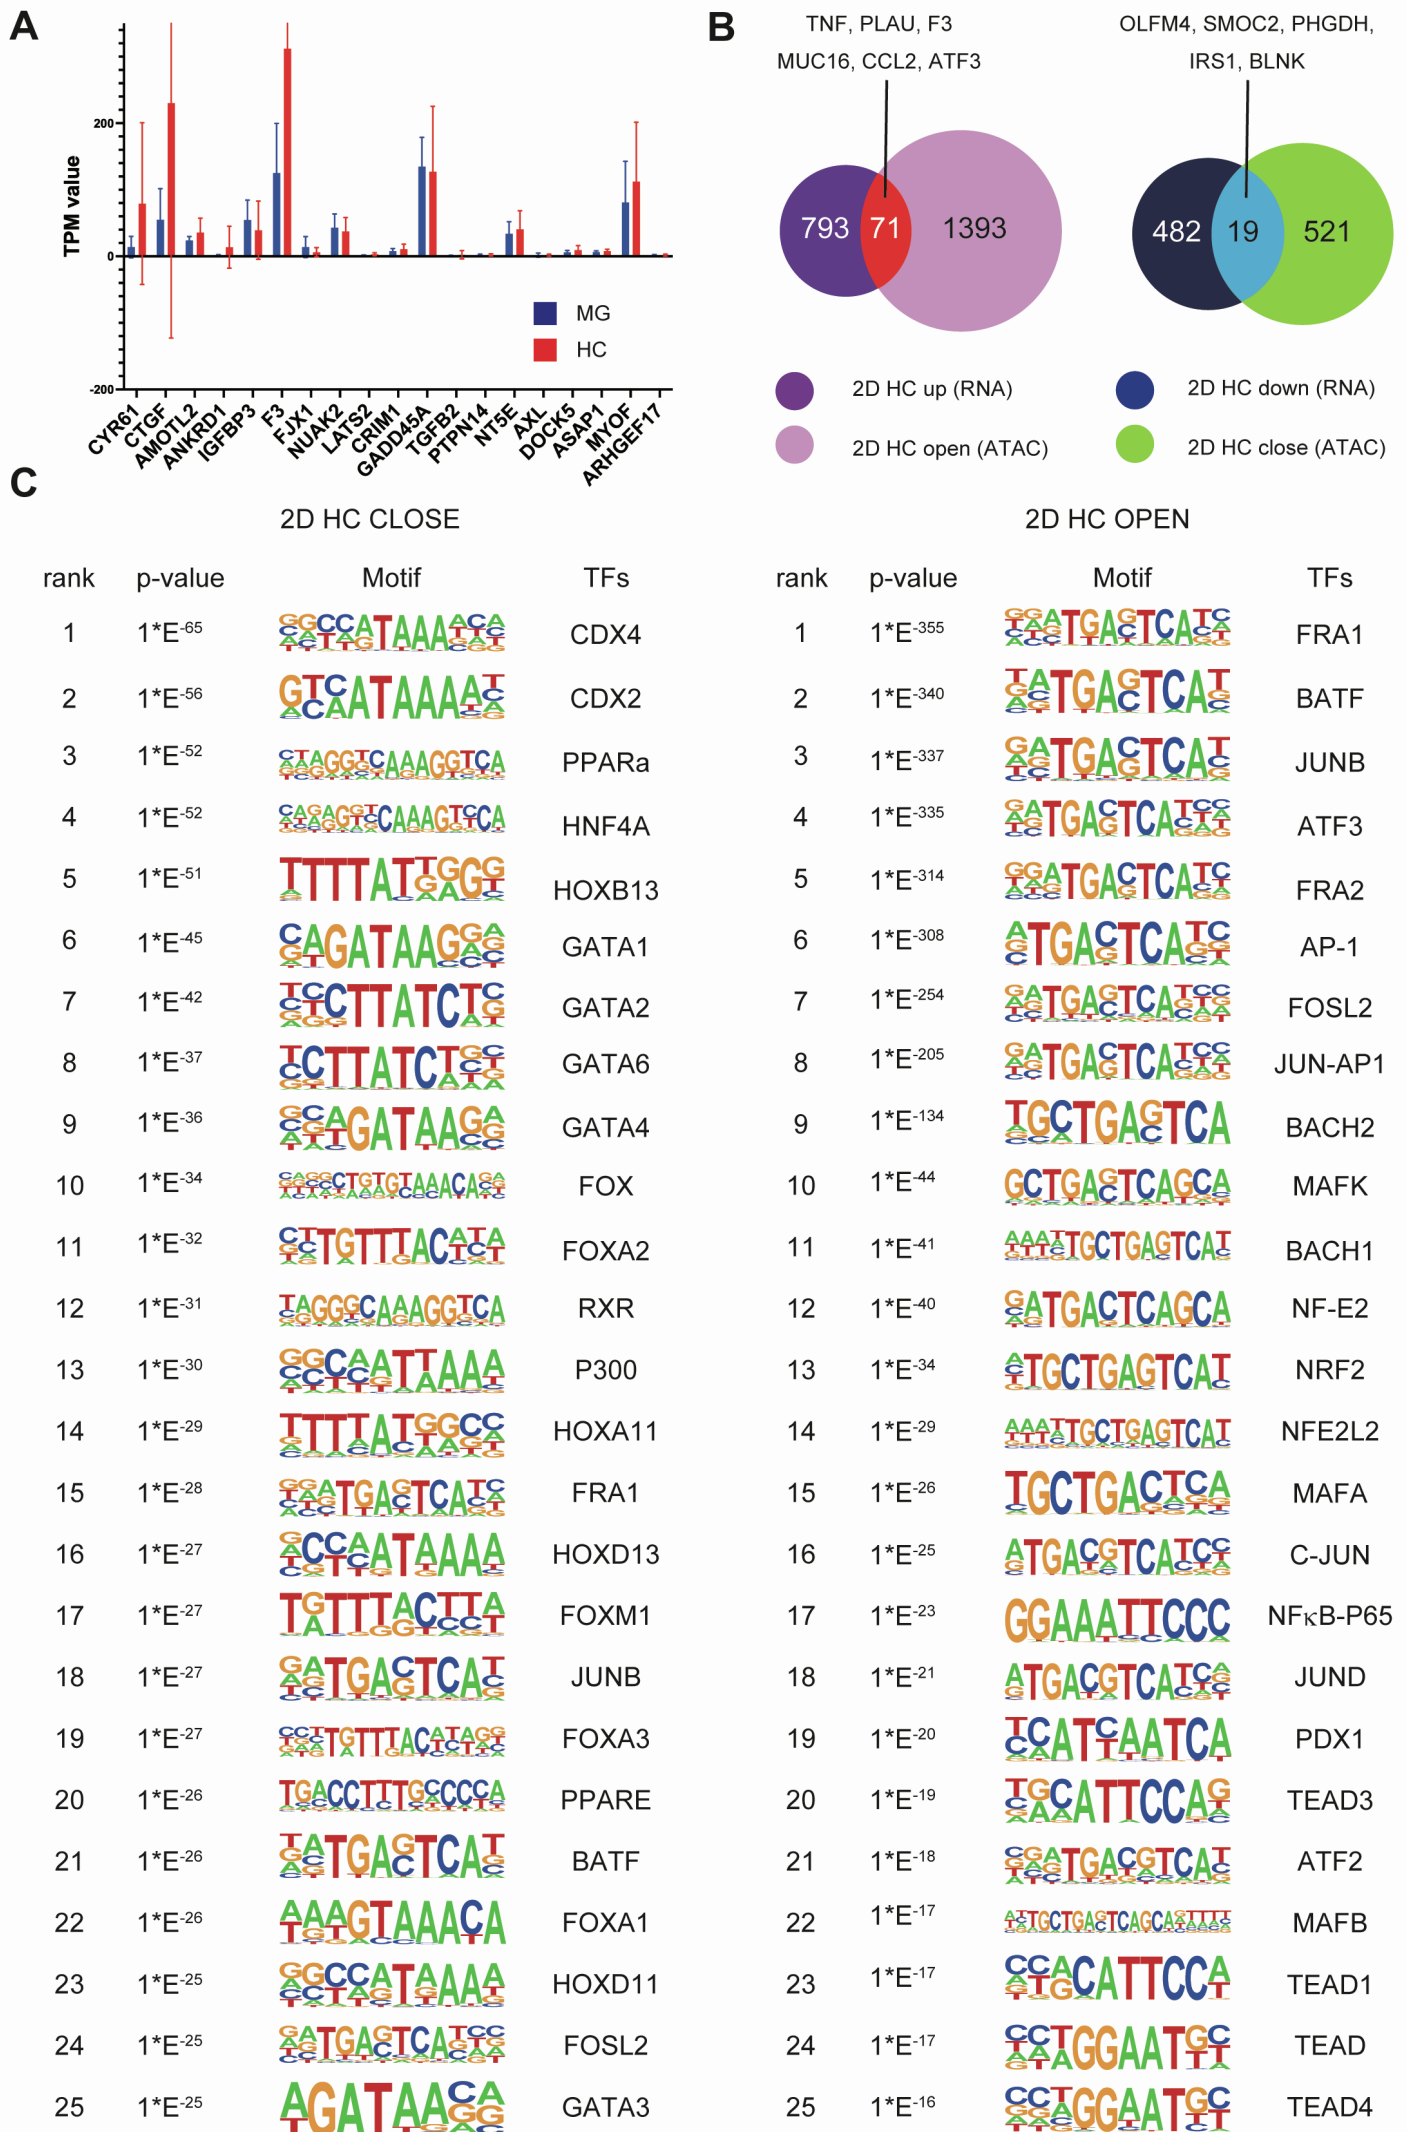 A
TPM value
200
0
-200
MG
HC
CYR61
CTGF
AMOTL2
ANKRD1
IGFBP3
F3
FJX1
NUAK2
LATS2
CRIM1
GADD45A
TGFB2
PTPN14
NT5E
AXL
DOCK5
ASAP1
MYOF
ARHGEF17
B
TNF, PLAU, F3
MUC16, CCL2, ATF3
OLFM4, SMOC2, PHGDH,
IRS1, BLNK
793 71 1393
482 19 521
2D HC up (RNA)
2D HC open (ATAC)
2D HC down (RNA)
2D HC close (ATAC)
C
2D HC CLOSE
rank p-value Motif TFs
1 1*E-65 CDX4
2 1*E-56 CDX2
3 1*E-52 PPARa
4 1*E-52 HNF4A
5 1*E-51 HOXB13
6 1*E-45 GATA1
7 1*E-42 GATA2
8 1*E-37 GATA6
9 1*E-36 GATA4
10 1*E-34 FOX
11 1*E-32 FOXA2
12 1*E-31 RXR
13 1*E-30 P300
14 1*E-29 HOXA11
15 1*E-28 FRA1
16 1*E-27 HOXD13
17 1*E-27 FOXM1
18 1*E-27 JUNB
19 1*E-27 FOXA3
20 1*E-26 PPARE
21 1*E-26 BATF
22 1*E-26 FOXA1
23 1*E-25 HOXD11
24 1*E-25 FOSL2
25 1*E-25 GATA3
2D HC OPEN
rank p-value Motif TFs
1 1*E-355 FRA1
2 1*E-340 BATF
3 1*E-337 JUNB
4 1*E-335 ATF3
5 1*E-314 FRA2
6 1*E-308 AP-1
7 1*E-254 FOSL2
8 1*E-205 JUN-AP1
9 1*E-134 BACH2
10 1*E-44 MAFK
11 1*E-41 BACH1
12 1*E-40 NF-E2
13 1*E-34 NRF2
14 1*E-29 NFE2L2
15 1*E-26 MAFA
16 1*E-25 C-JUN
17 1*E-23 NFκB-P65
18 1*E-21 JUND
19 1*E-20 PDX1
20 1*E-19 TEAD3
21 1*E-18 ATF2
22 1*E-17 MAFB
23 1*E-17 TEAD1
24 1*E-17 TEAD
25 1*E-16 TEAD4